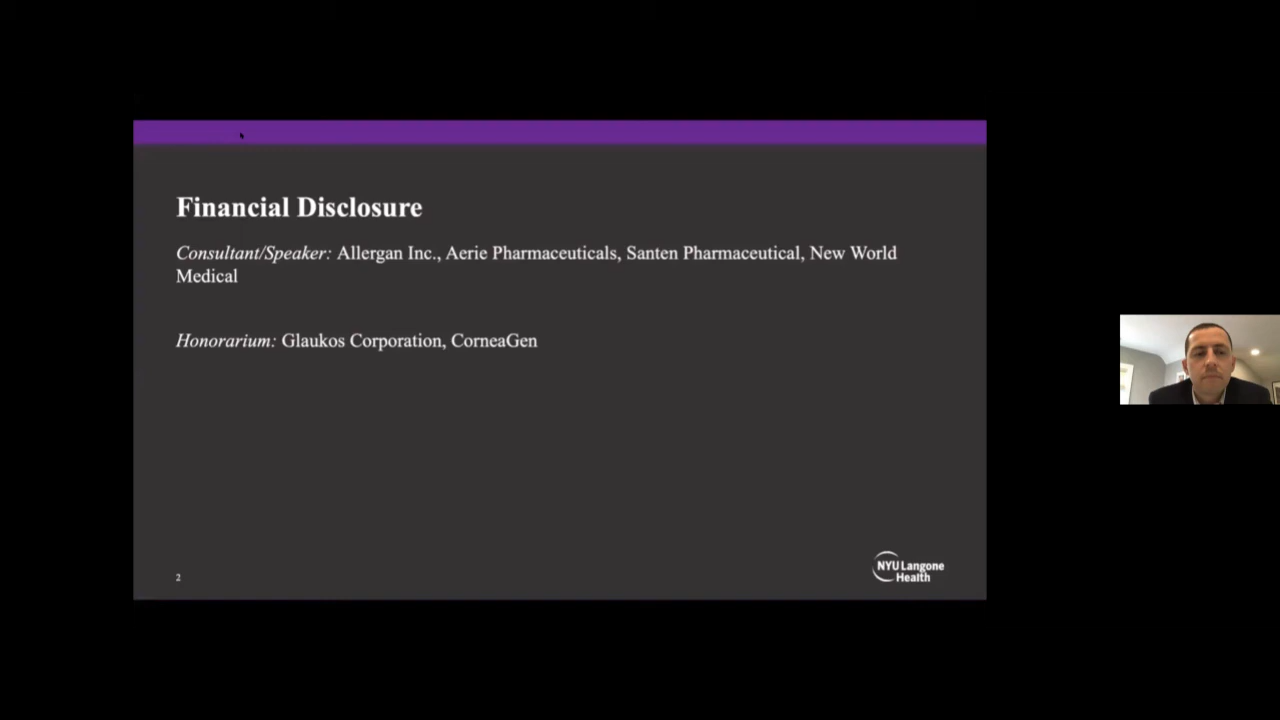 Financial Disclosure
Consultant/Speaker: Allergan Inc., Aerie Pharmaceuticals, Santen Pharmaceutical, New World
Medical
Honorarium: Glaukos Corporation, CorneaGen
2
NYU Langone
Health